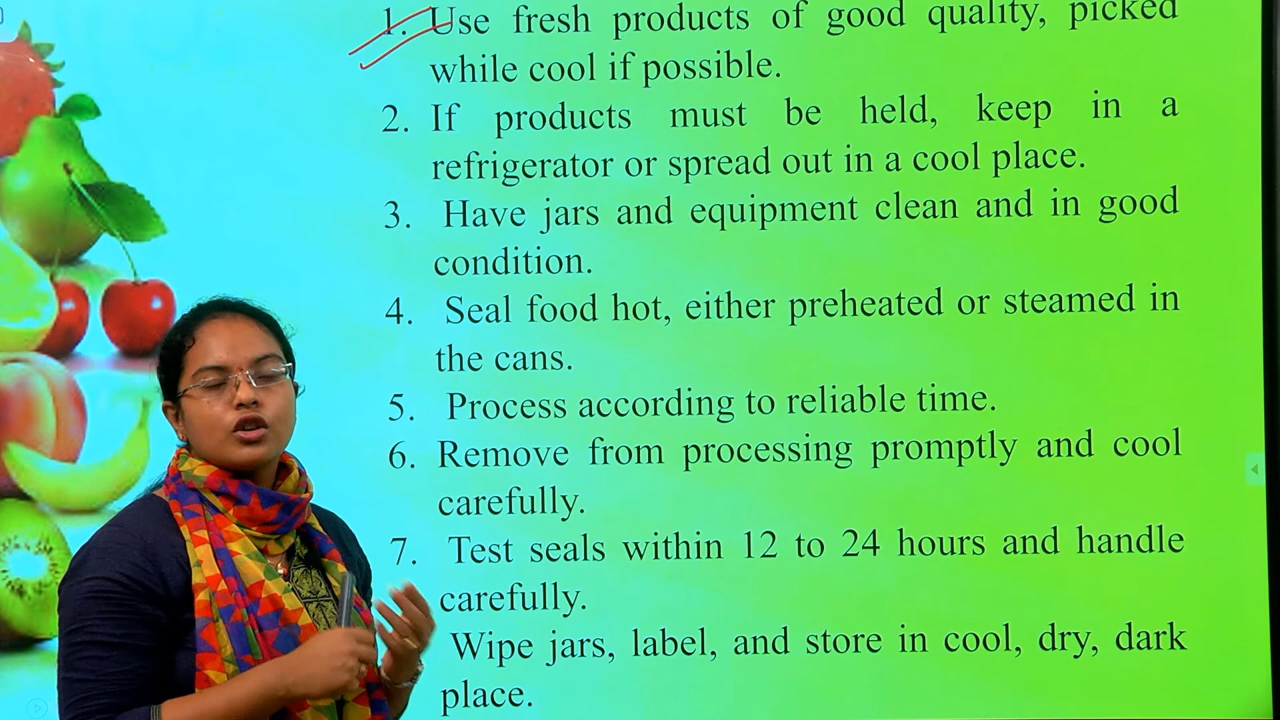 1. Use fresh products of good quality, picked
while cool if possible.
2. If products must be held, keep in a
refrigerator or spread out in a cool place.
3. Have jars and equipment clean and in good
condition.
4. Seal food hot, either preheated or steamed in
the cans.
5. Process according to reliable time.
6. Remove from processing promptly and cool
carefully.
7. Test seals within 12 to 24 hours and handle
carefully.
Wipe jars, label, and store in cool, dry, dark
place.